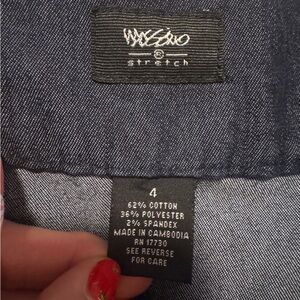 Mossimo
®
stretch
4
62% COTTON
36% POLYESTER
2% SPANDEX
MADE IN CAMBODIA
RN 17730
SEE REVERSE
FOR CARE